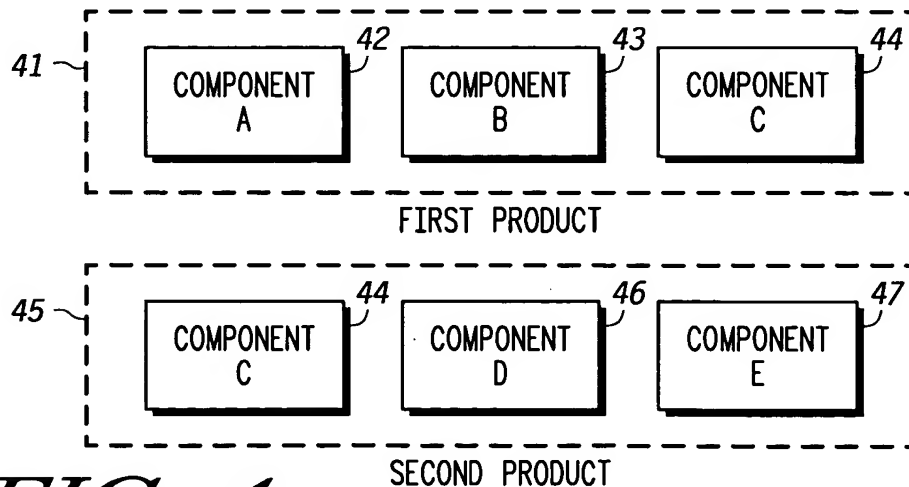 41
42
43
44
COMPONENT
A
COMPONENT
B
COMPONENT
C
FIRST PRODUCT
45
44
46
47
COMPONENT
C
COMPONENT
D
COMPONENT
E
SECOND PRODUCT